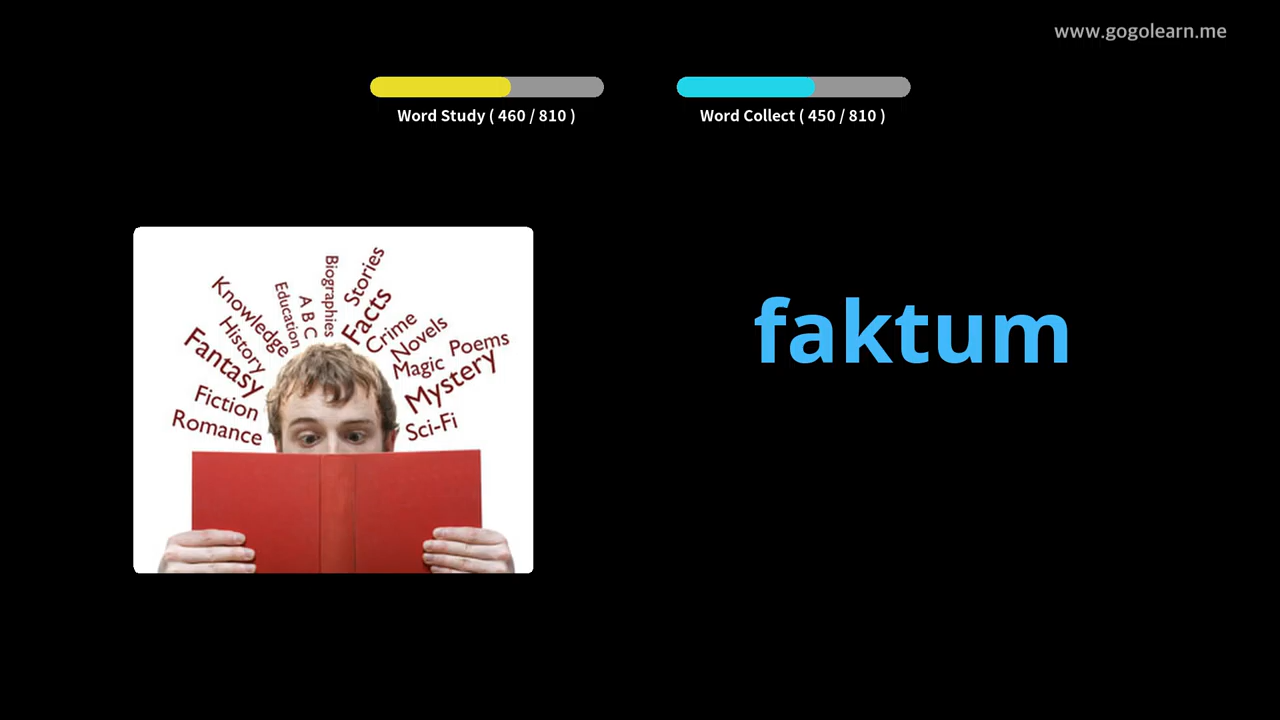 www.gogolearn.me
Word Study ( 460 / 810 )
Word Collect ( 450 / 810 )
faktum
Romance
Fiction
Fantasy
History
Knowledge
Education
A B C
Biographies
Stories
Facts
Crime
Novels
Magic
Poems
Mystery
Sci-Fi